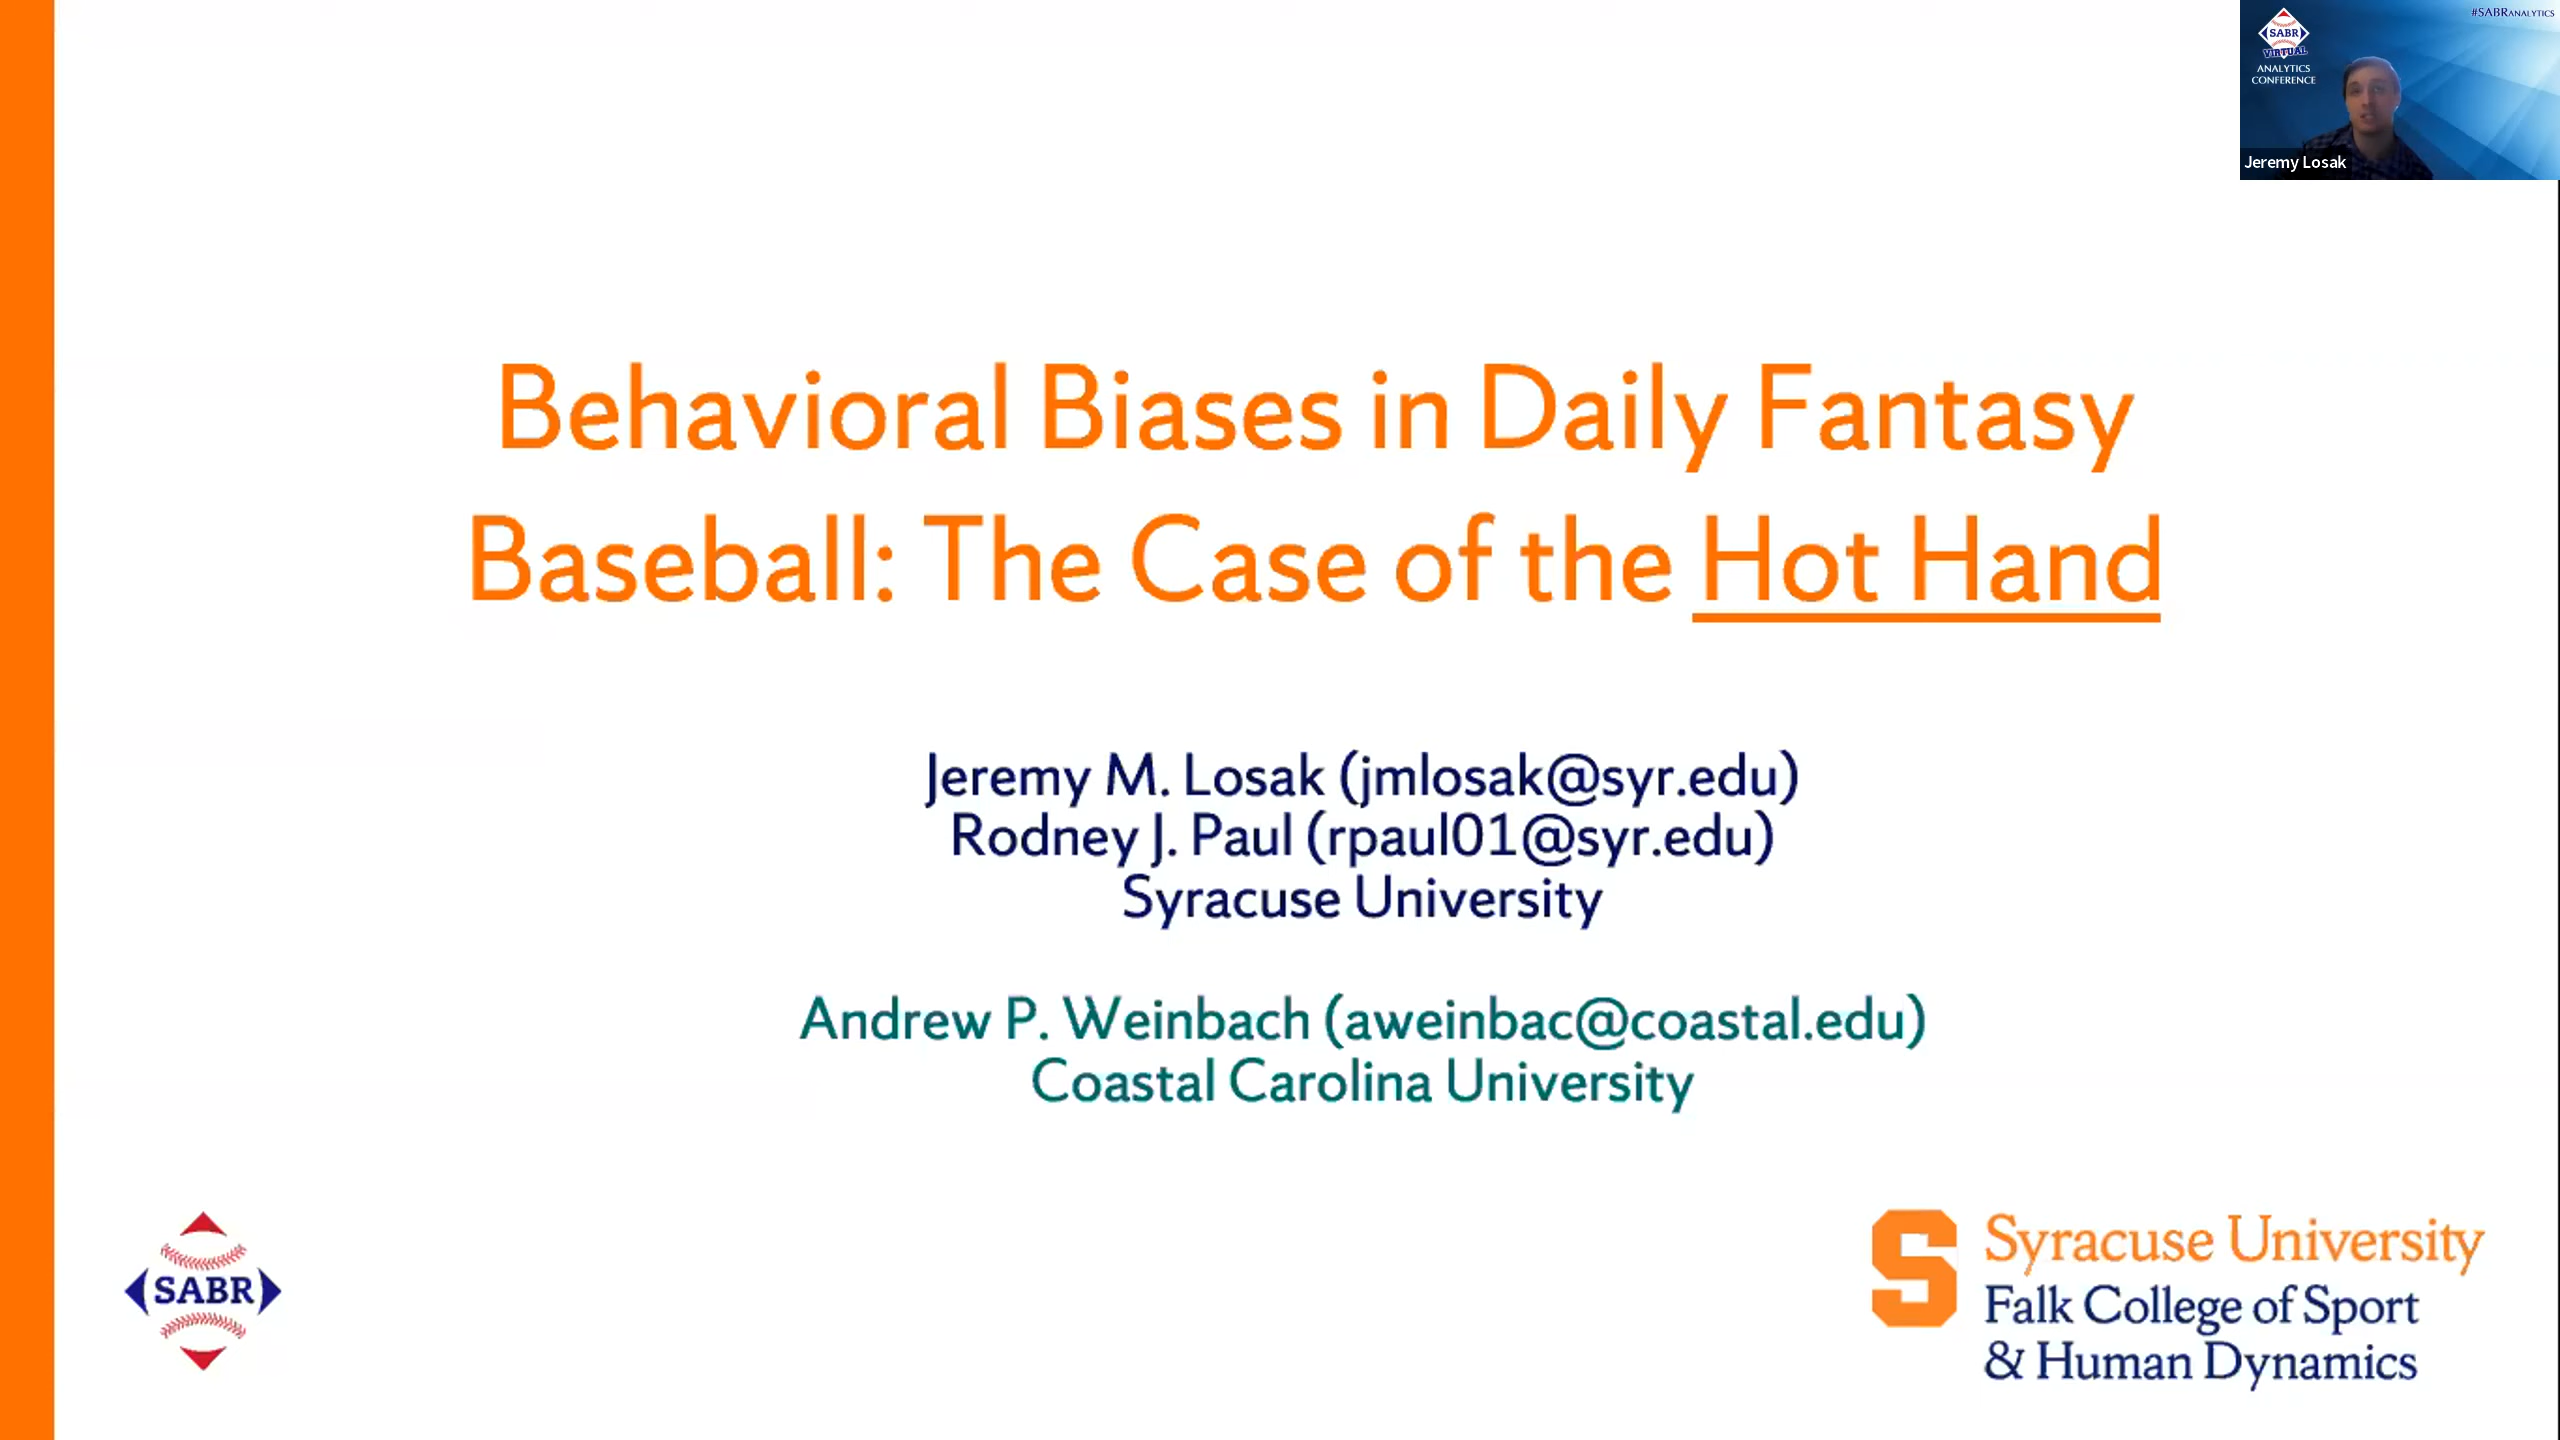 #SABRANALYTICS
SABR
VIRTUAL
ANALYTICS
CONFERENCE
Jeremy Losak
Behavioral Biases in Daily Fantasy
Baseball: The Case of the Hot Hand
Jeremy M. Losak (jmlosak@syr.edu)
Rodney J. Paul (rpaul01@syr.edu)
Syracuse University
Andrew P. Weinbach (aweinbac@coastal.edu)
Coastal Carolina University
SABR
S Syracuse University
Falk College of Sport
& Human Dynamics